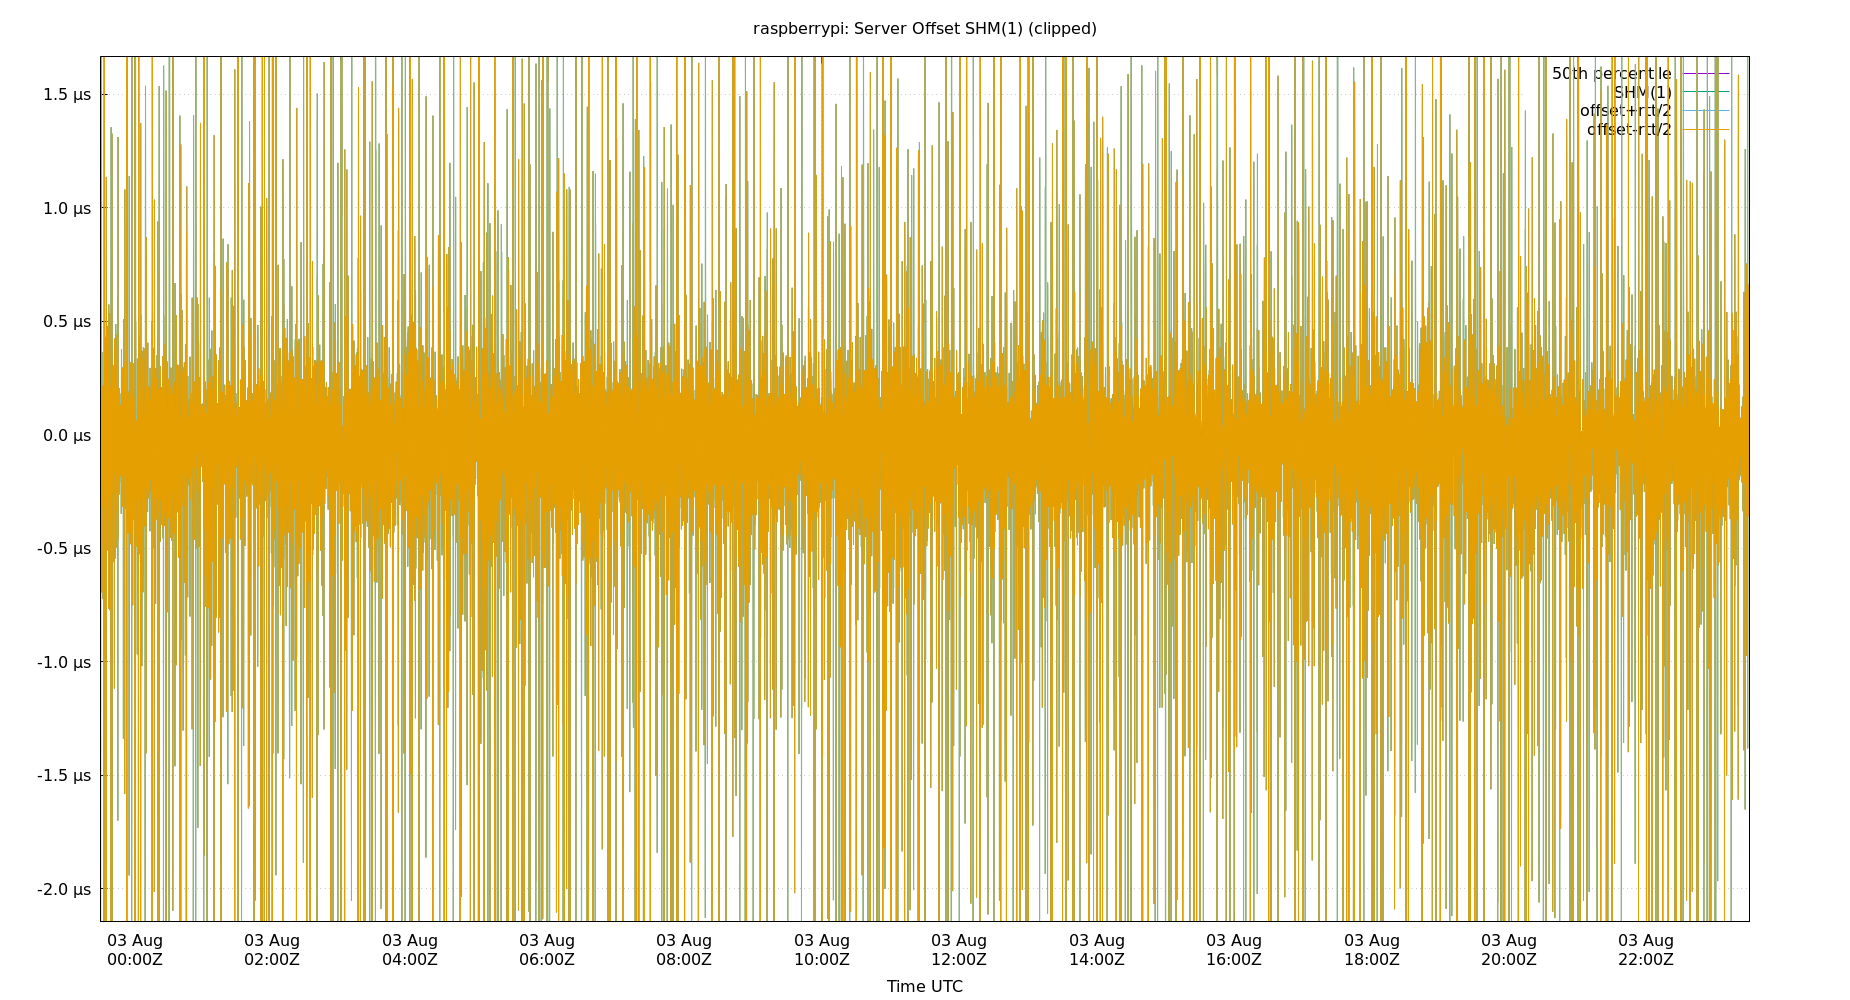 raspberrypi: Server Offset SHM(1) (clipped)
1.5 µs
1.0 µs
0.5 µs
0.0 µs
-0.5 µs
-1.0 µs
-1.5 µs
-2.0 µs
50th percentile
SHM(1)
offset+rtt/2
offset-rtt/2
03 Aug 03 Aug 03 Aug 03 Aug 03 Aug 03 Aug 03 Aug 03 Aug 03 Aug 03 Aug 03 Aug 03 Aug
00:00Z 02:00Z 04:00Z 06:00Z 08:00Z 10:00Z 12:00Z 14:00Z 16:00Z 18:00Z 20:00Z 22:00Z
Time UTC